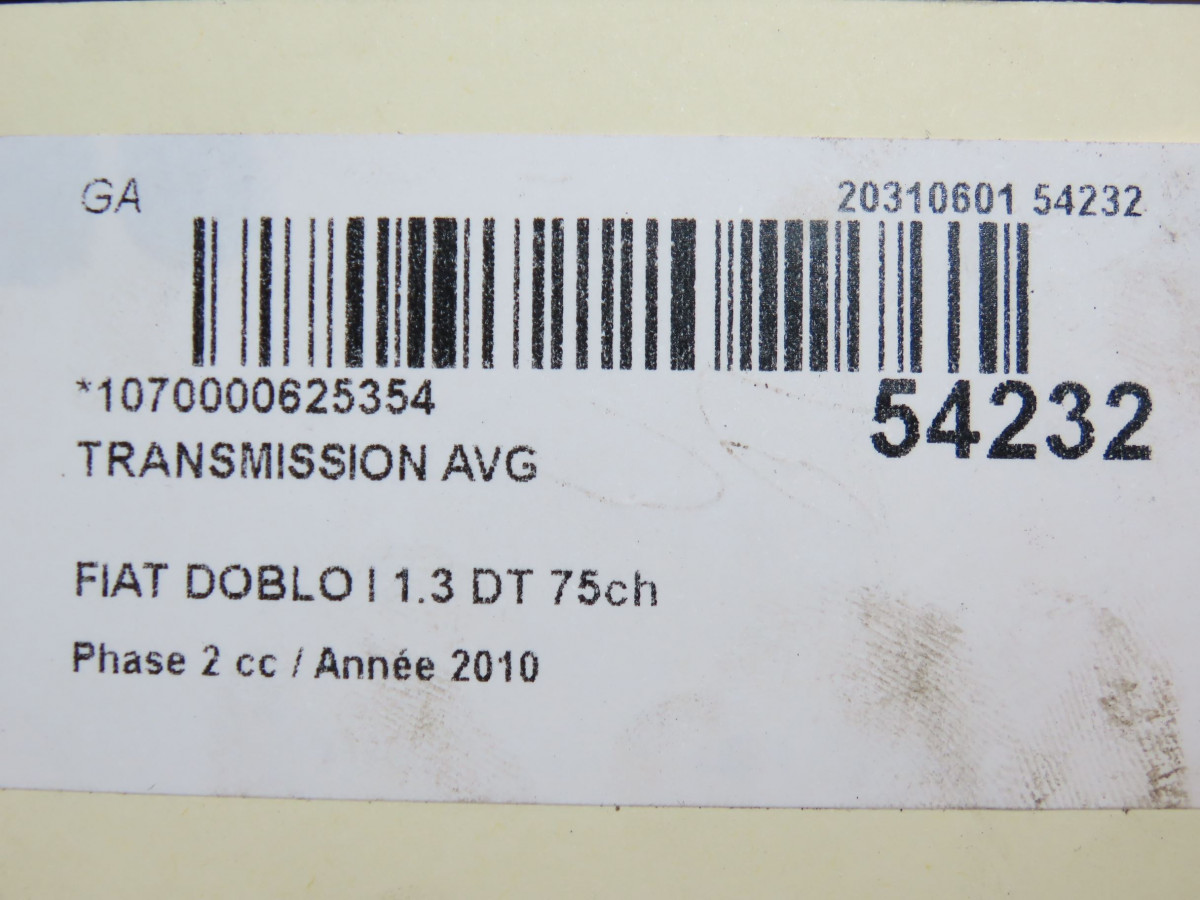 GA
20310601 54232
*1070000625354
54232
TRANSMISSION AVG
FIAT DOBLO I 1.3 DT 75ch
Phase 2 cc / Année 2010